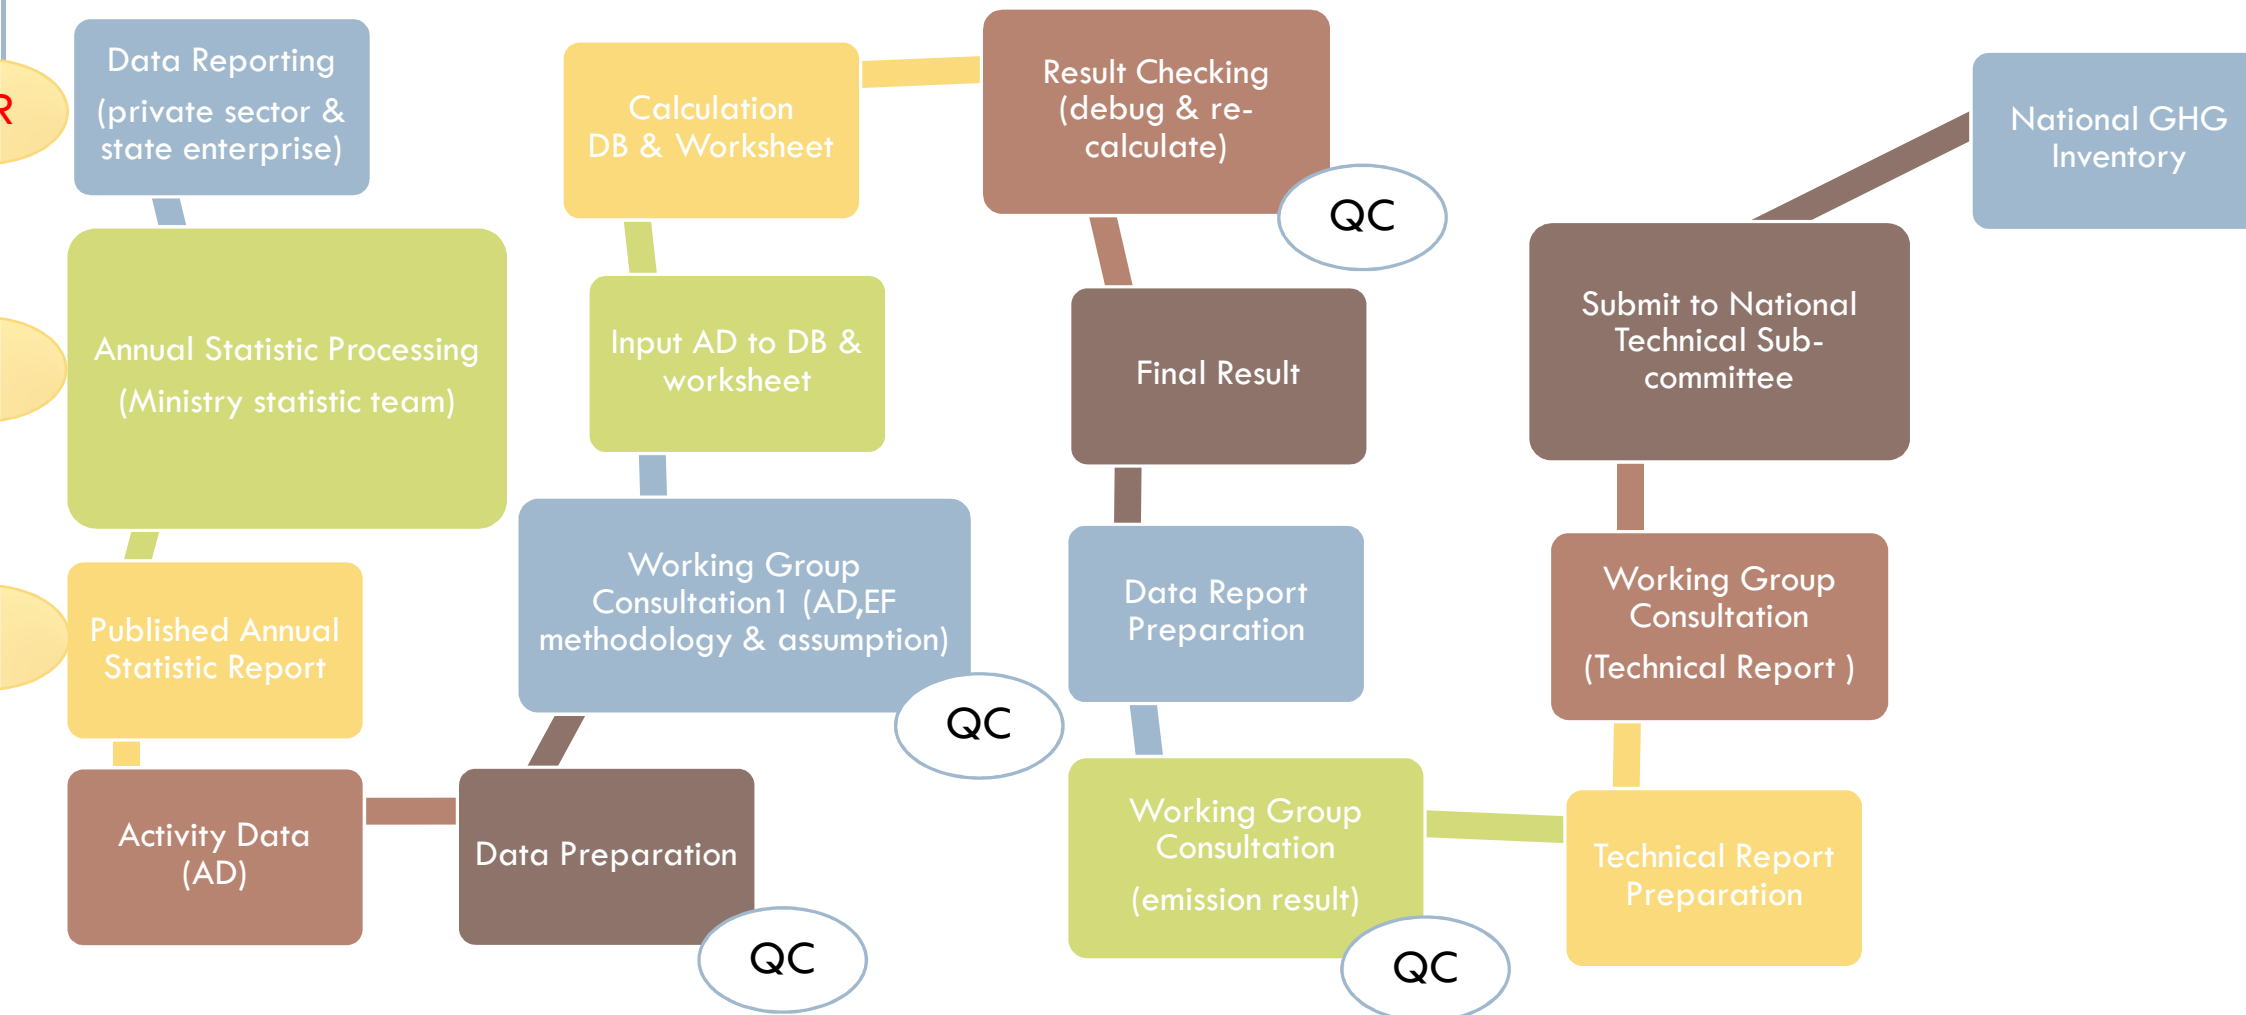 R
Data Reporting
(private sector &
state enterprise)
Annual Statistic Processing
(Ministry statistic team)
Published Annual
Statistic Report
Activity Data
(AD)
Data Preparation
QC
Working Group
Consultation1 (AD,EF
methodology & assumption)
QC
Input AD to DB &
worksheet
Calculation
DB & Worksheet
Result Checking
(debug & re-
calculate)
QC
Final Result
Data Report
Preparation
Working Group
Consultation
(emission result)
QC
Technical Report
Preparation
Working Group
Consultation
(Technical Report )
Submit to National
Technical Sub-
committee
National GHG
Inventory